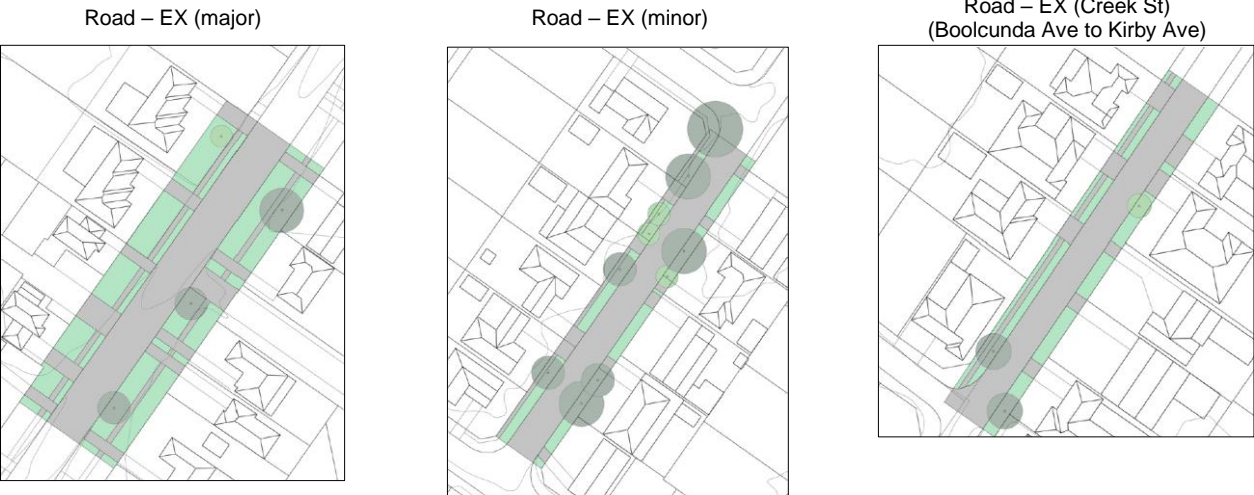 Road – EX (major)
Road – EX (minor)
Road – EX (Creek St)
(Boolcunda Ave to Kirby Ave)